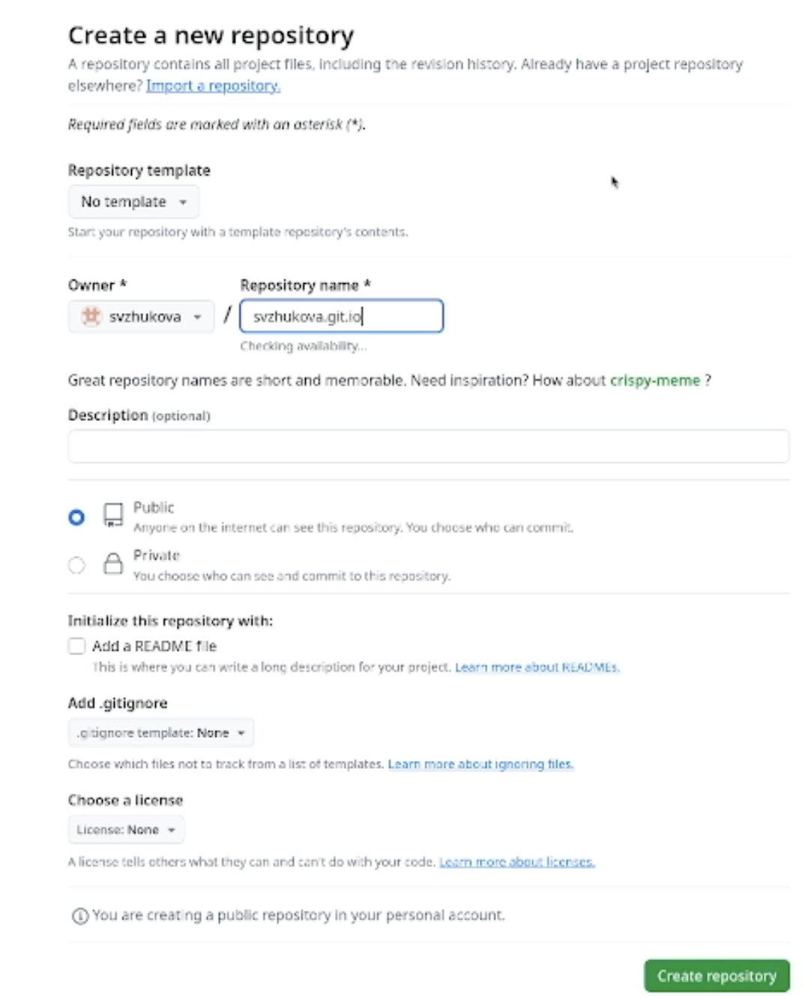 Create a new repository
A repository contains all project files, including the revision history. Already have a project repository
elsewhere? Import a repository.
Required fields are marked with an asterisk (*).
Repository template
No template
Start your repository with a template repository's contents.
Owner * Repository name *
svzhukova / svzhukova.git.io
Checking availability...
Great repository names are short and memorable. Need inspiration? How about crispy-meme ?
Description (optional)
Public
Anyone on the internet can see this repository. You choose who can commit.
Private
You choose who can see and commit to this repository.
Initialize this repository with:
Add a README file
This is where you can write a long description for your project. Learn more about READMEs.
Add .gitignore
.gitignore template: None
Choose which files not to track from a list of templates. Learn more about ignoring files.
Choose a license
License: None
A license tells others what they can and can't do with your code. Learn more about licenses.
You are creating a public repository in your personal account.
Create repository